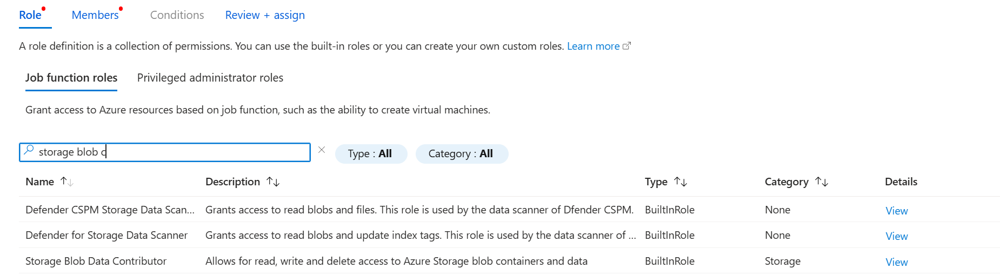 Role Members Conditions Review + assign
A role definition is a collection of permissions. You can use the built-in roles or you can create your own custom roles. Learn more
Job function roles Privileged administrator roles
Grant access to Azure resources based on job function, such as the ability to create virtual machines.
storage blob c Type : All Category : All
Name Description Type Category Details
Defender CSPM Storage Data Scan... Grants access to read blobs and files. This role is used by the data scanner of Dfender CSPM. BuiltInRole None View
Defender for Storage Data Scanner Grants access to read blobs and update index tags. This role is used by the data scanner of ... BuiltInRole None View
Storage Blob Data Contributor Allows for read, write and delete access to Azure Storage blob containers and data BuiltInRole Storage View